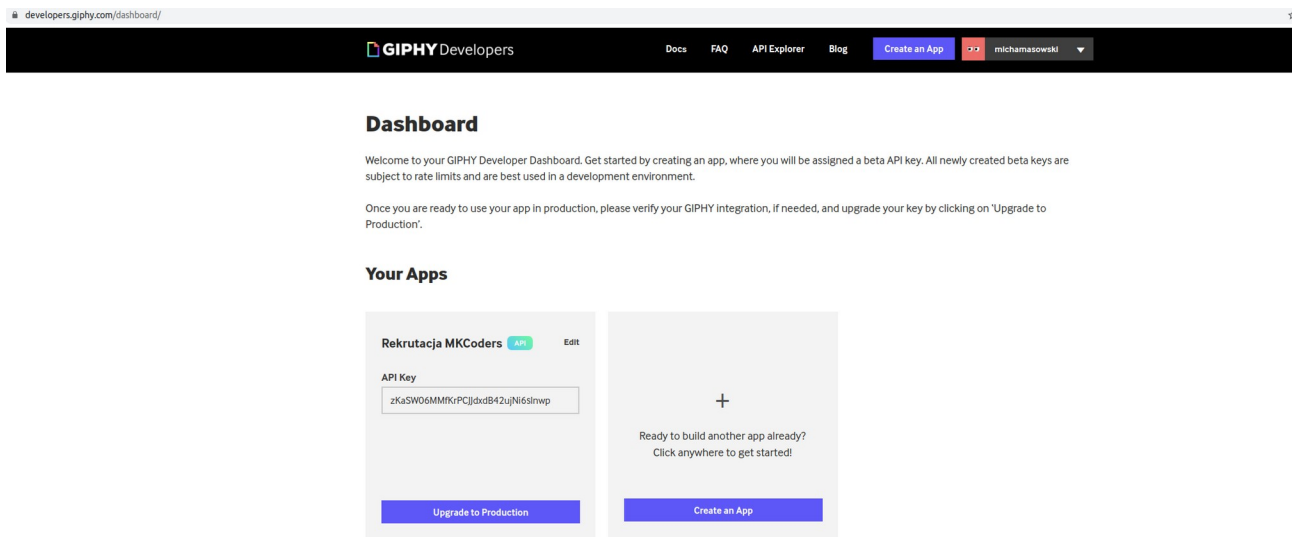 developers.giphy.com/dashboard/
GIPHY Developers
Docs FAQ API Explorer Blog Create an App michamasowski
Dashboard
Welcome to your GIPHY Developer Dashboard. Get started by creating an app, where you will be assigned a beta API key. All newly created beta keys are
subject to rate limits and are best used in a development environment.
Once you are ready to use your app in production, please verify your GIPHY integration, if needed, and upgrade your key by clicking on 'Upgrade to
Production'.
Your Apps
Rekrutacja MKCoders API Edit
API Key
zKaSW06MMfKrPCJJdxdB42ujNi6slnwp
Upgrade to Production
+
Ready to build another app already?
Click anywhere to get started!
Create an App